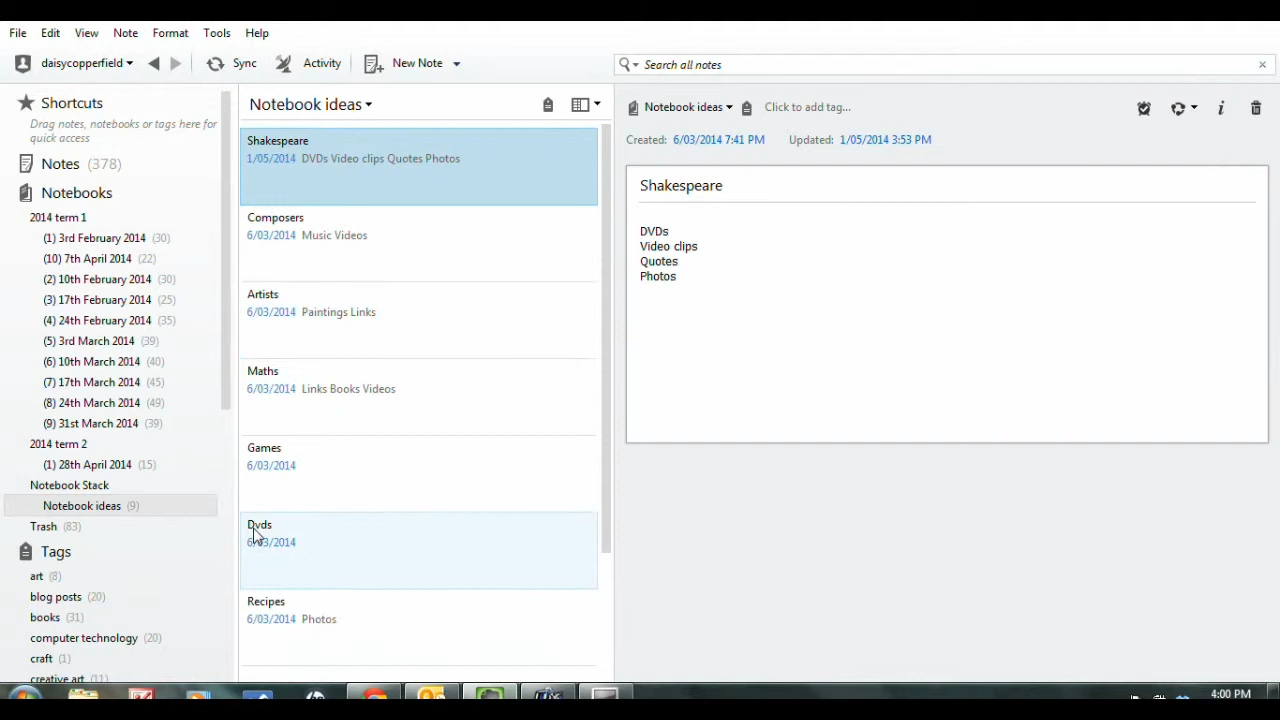 File Edit View Note Format Tools Help
daisycopperfield Sync Activity New Note Search all notes
Shortcuts
Drag notes, notebooks or tags here for
quick access
Notes (378)
Notebooks
2014 term 1
(1) 3rd February 2014 (30)
(10) 7th April 2014 (22)
(2) 10th February 2014 (30)
(3) 17th February 2014 (25)
(4) 24th February 2014 (35)
(5) 3rd March 2014 (39)
(6) 10th March 2014 (40)
(7) 17th March 2014 (45)
(8) 24th March 2014 (49)
(9) 31st March 2014 (39)
2014 term 2
(1) 28th April 2014 (15)
Notebook Stack
Notebook ideas (9)
Trash (83)
Tags
art (8)
blog posts (20)
books (31)
computer technology (20)
craft (1)
creative art (11)
Notebook ideas
Shakespeare
1/05/2014 DVDs Video clips Quotes Photos
Composers
6/03/2014 Music Videos
Artists
6/03/2014 Paintings Links
Maths
6/03/2014 Links Books Videos
Games
6/03/2014
Dvds
6/03/2014
Recipes
6/03/2014 Photos
Notebook ideas Click to add tag...
Created: 6/03/2014 7:41 PM Updated: 1/05/2014 3:53 PM
Shakespeare
DVDs
Video clips
Quotes
Photos
4:00 PM